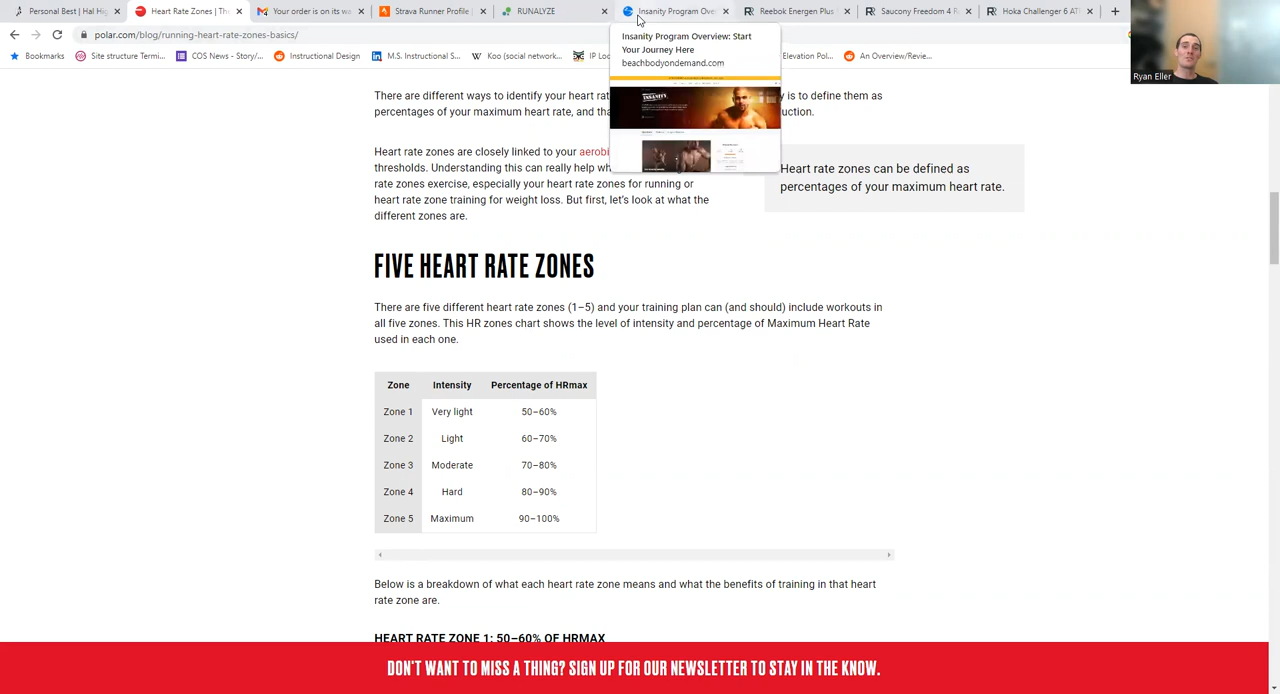 Personal Best | Hal Hig
Heart Rate Zones | Th
Your order is on its wa
Strava Runner Profile |
RUNALYZE
Insanity Program Over
Reebok Energen Plus
Saucony Freedom 4 R
Hoka Challenger 6 AT
polar.com/blog/running-heart-rate-zones-basics/
Bookmarks
Site structure Termi...
COS News - Story/...
Instructional Design
M.S. Instructional S...
Koo (social network...
IP Lo
Elevation Pol...
An Overview/Revie...
Insanity Program Overview: Start
Your Journey Here
beachbodyondemand.com
INSANITY
Ryan Eller
There are different ways to identify your heart rat
y is to define them as
percentages of your maximum heart rate, and tha
uction.
Heart rate zones are closely linked to your aerobi
thresholds. Understanding this can really help wh
rate zones exercise, especially your heart rate zones for running or
heart rate zone training for weight loss. But first, let's look at what the
different zones are.
Heart rate zones can be defined as
percentages of your maximum heart rate.
FIVE HEART RATE ZONES
There are five different heart rate zones (1–5) and your training plan can (and should) include workouts in
all five zones. This HR zones chart shows the level of intensity and percentage of Maximum Heart Rate
used in each one.
Zone Intensity Percentage of HRmax
Zone 1 Very light 50–60%
Zone 2 Light 60–70%
Zone 3 Moderate 70–80%
Zone 4 Hard 80–90%
Zone 5 Maximum 90–100%
Below is a breakdown of what each heart rate zone means and what the benefits of training in that heart
rate zone are.
HEART RATE ZONE 1: 50–60% OF HRMAX
DON'T WANT TO MISS A THING? SIGN UP FOR OUR NEWSLETTER TO STAY IN THE KNOW.